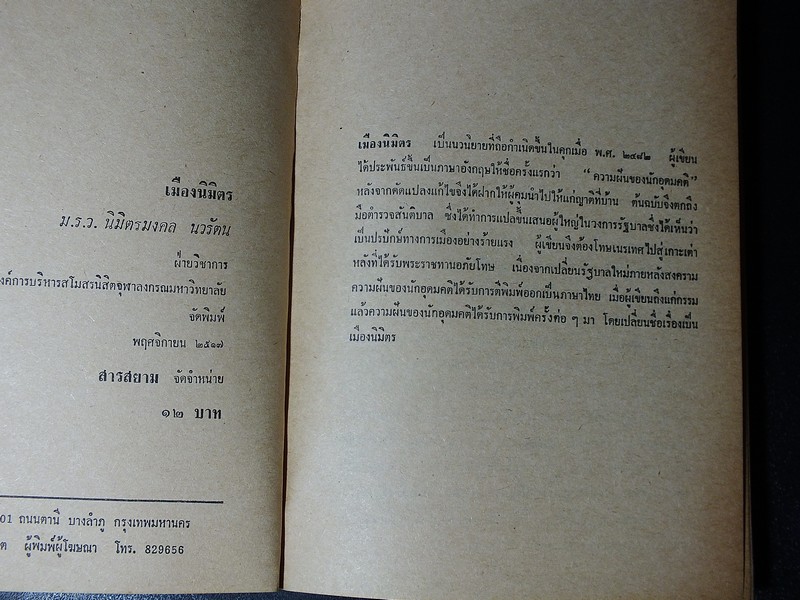 เมืองนิมิตร
ม.ร.ว. นิมิตรมงคล นวรัตน
ฝ่ายวิชาการ
องค์การบริหารสโมสรนิสิตจุฬาลงกรณมหาวิทยาลัย
จัดพิมพ์
พฤศจิกายน ๒๕๑๗
สารสยาม จัดจำหน่าย
๑๒ บาท
01 ถนนตานี บางลำภู กรุงเทพมหานคร
ต ผู้พิมพ์ผู้โฆษณา โทร. 829656
เมืองนิมิตร เป็นนวนิยายที่ถือกำเนิดขึ้นในคุกเมื่อ พ.ศ. ๒๔๘๒ ผู้เขียน
ได้ประพันธ์ขึ้นเป็นภาษาอังกฤษให้ชื่อครั้งแรกว่า “ความฝันของนักอุดมคติ”
หลังจากดัดแปลงแก้ไขจึงได้ฝากให้ผู้คุมนำไปให้แก่ญาติที่บ้าน ต้นฉบับจึงตกถึง
มือตำรวจสันติบาล ซึ่งได้ทำการแปลขึ้นเสนอผู้ใหญ่ในวงการรัฐบาลซึ่งได้เห็นว่า
เป็นปรปักษ์ทางการเมืองอย่างร้ายแรง ผู้เขียนจึงต้องโทษเนรเทศไปสู่เกาะเต่า
หลังที่ได้รับพระราชทานอภัยโทษ เนื่องจากเปลี่ยนรัฐบาลใหม่ภายหลังสงคราม
ความฝันของนักอุดมคติได้รับการตีพิมพ์ออกเป็นภาษาไทย เมื่อผู้เขียนถึงแก่กรรม
แล้วความฝันของนักอุดมคติได้รับการพิมพ์ครั้งต่อ ๆ มา โดยเปลี่ยนชื่อเรื่องเป็น
เมืองนิมิตร